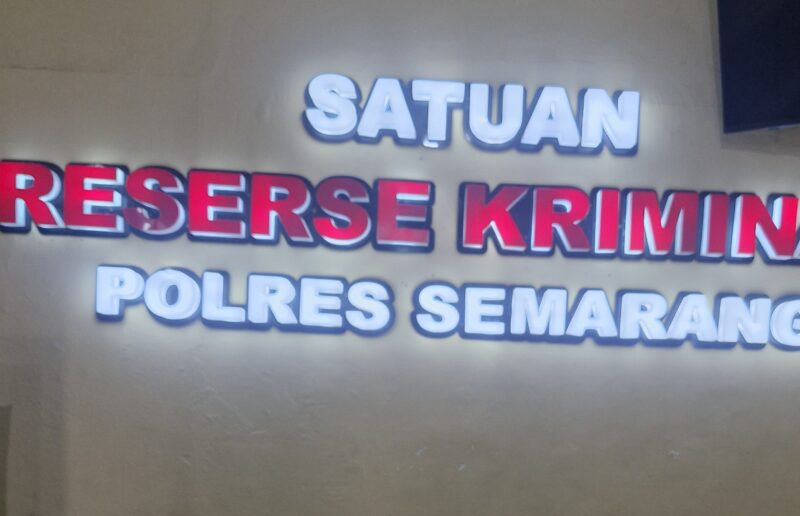 SATUAN
RESERSE KRIMINA
POLRES SEMARANG